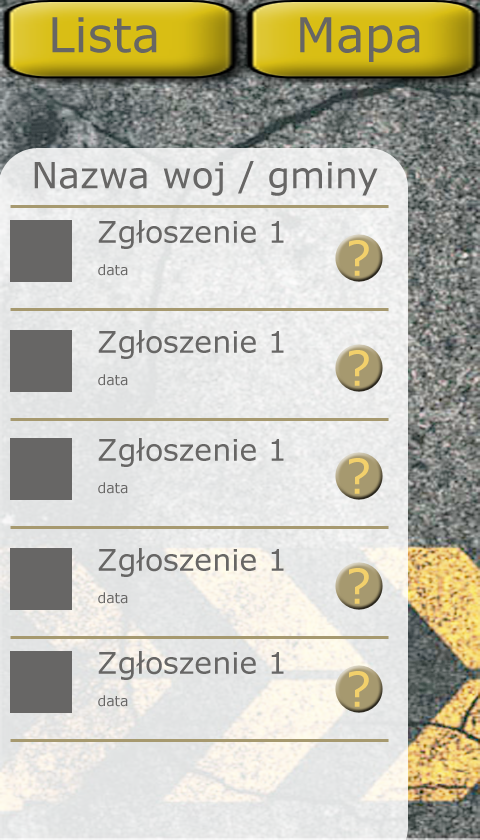 Lista
Mapa
Nazwa woj / gminy
Zgłoszenie 1
data
?
Zgłoszenie 1
data
?
Zgłoszenie 1
data
?
Zgłoszenie 1
data
?
Zgłoszenie 1
data
?